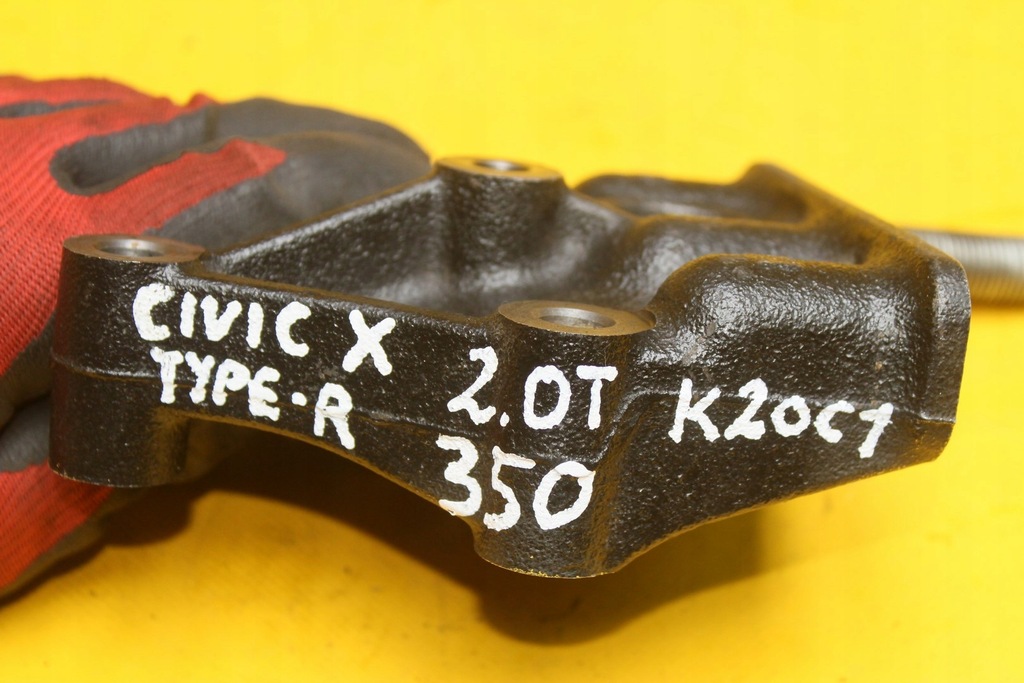 CIVIC X
TYPE-R
2.0T
350
K20C1